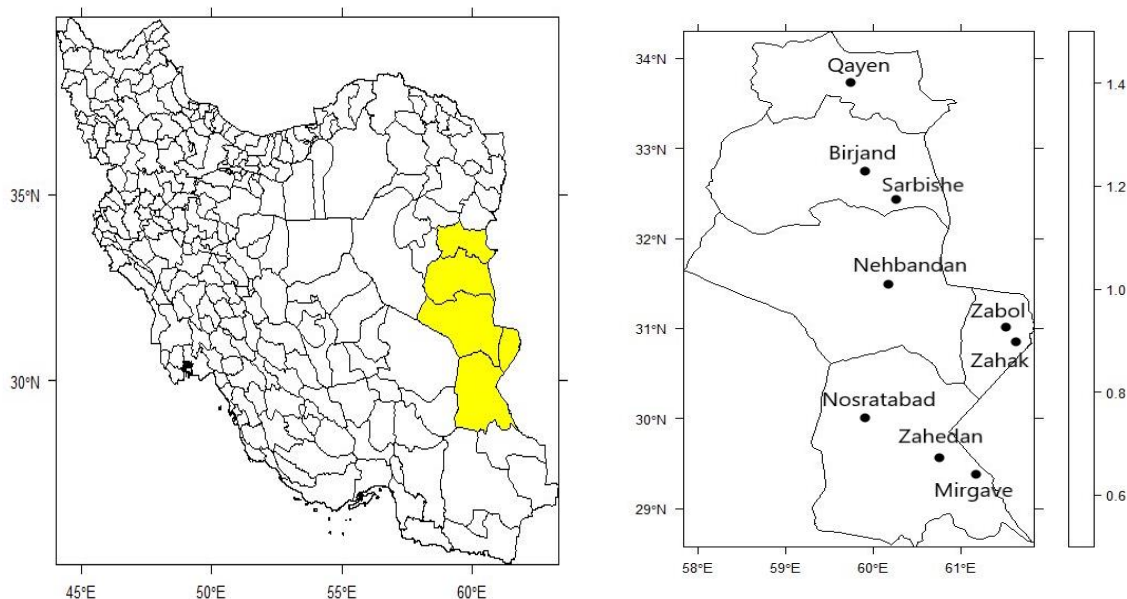 35°N
30°N
45°E
50°E
55°E
60°E
34°N
33°N
32°N
31°N
30°N
29°N
58°E
59°E
60°E
61°E
Qayen
Birjand
Sarbishe
Nehbandan
Zabol
Zahak
Nosratabad
Zahedan
Mirgave
1.4
1.2
1.0
0.8
0.6